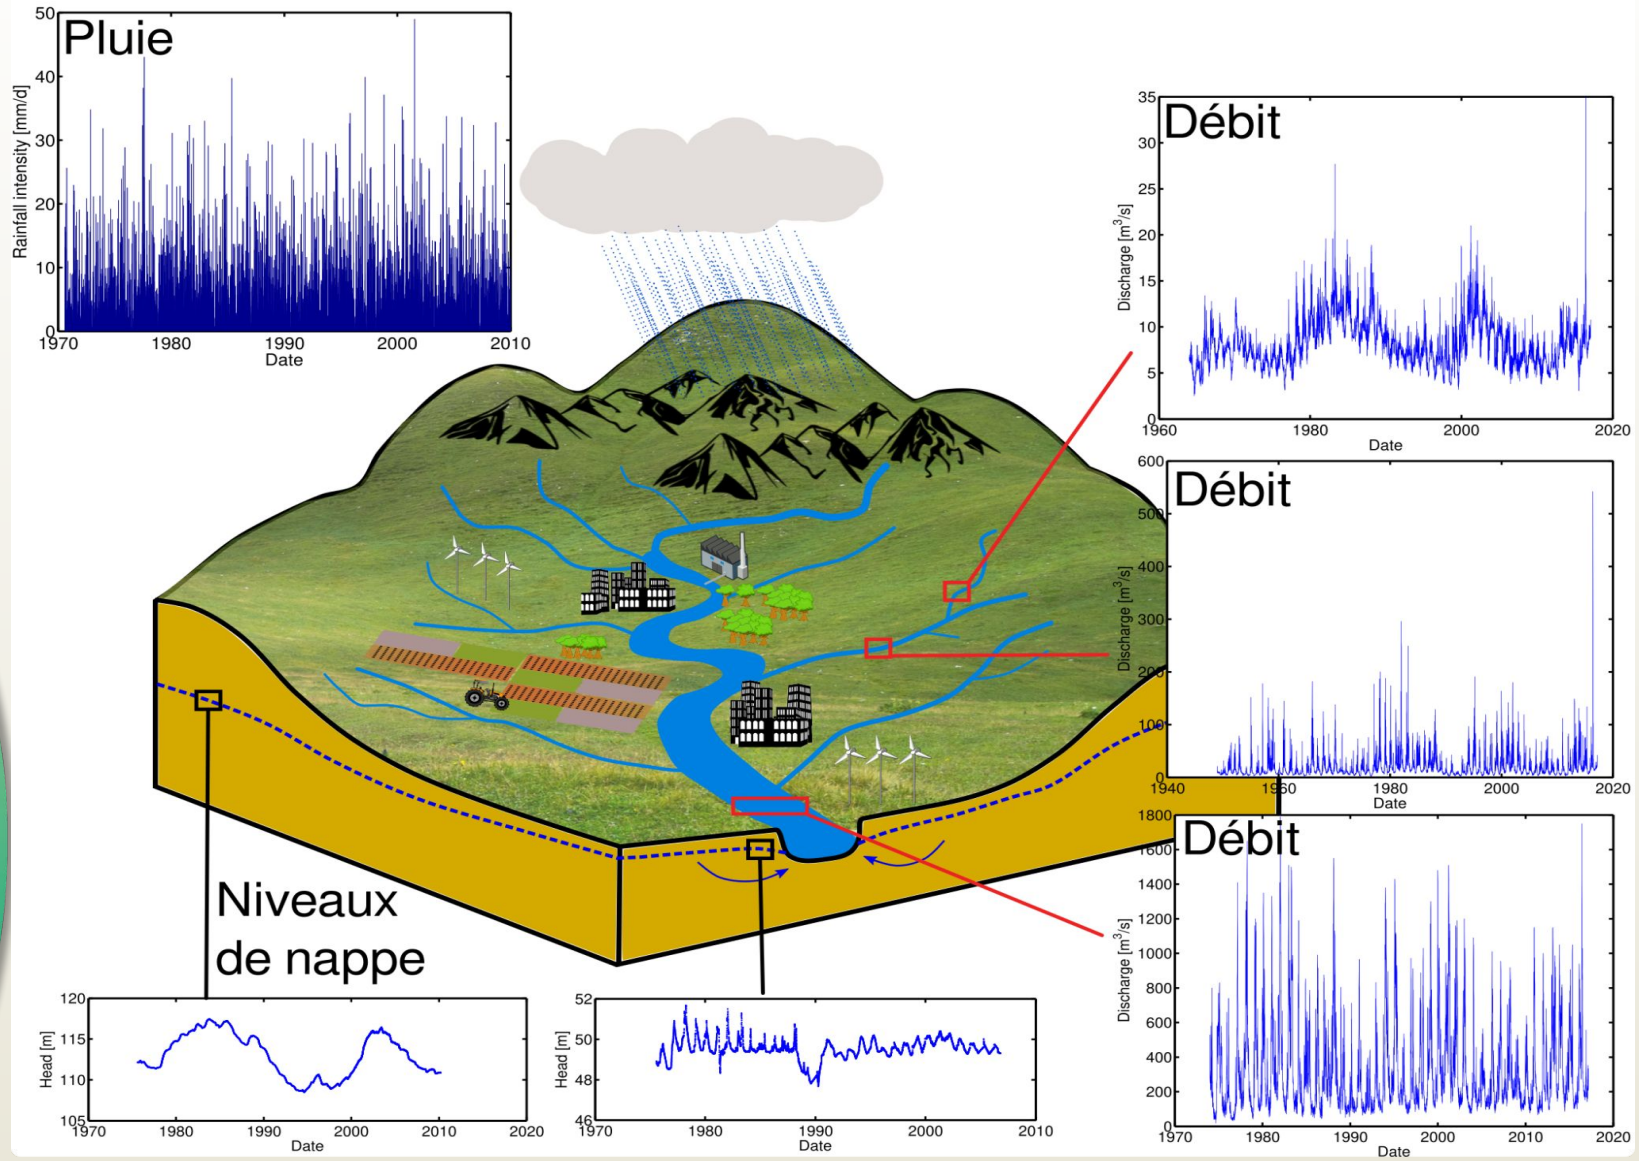 Pluie
50
40
30
20
10
0
Rainfall intensity [mm/d]
1970 1980 1990 2000 2010
Date
Débit
35
30
25
20
15
10
5
0
Discharge [m³/s]
1960 1980 2000 2020
Date
Débit
600
500
400
300
200
100
0
Discharge [m³/s]
1940 1960 1980 2000 2020
Date
Débit
1800
1600
1400
1200
1000
800
600
400
200
0
Discharge [m³/s]
1970 1980 1990 2000 2010 2020
Date
Niveaux
de nappe
120
115
110
105
Head [m]
1970 1980 1990 2000 2010 2020
Date
52
50
48
46
Head [m]
1970 1980 1990 2000 2010
Date